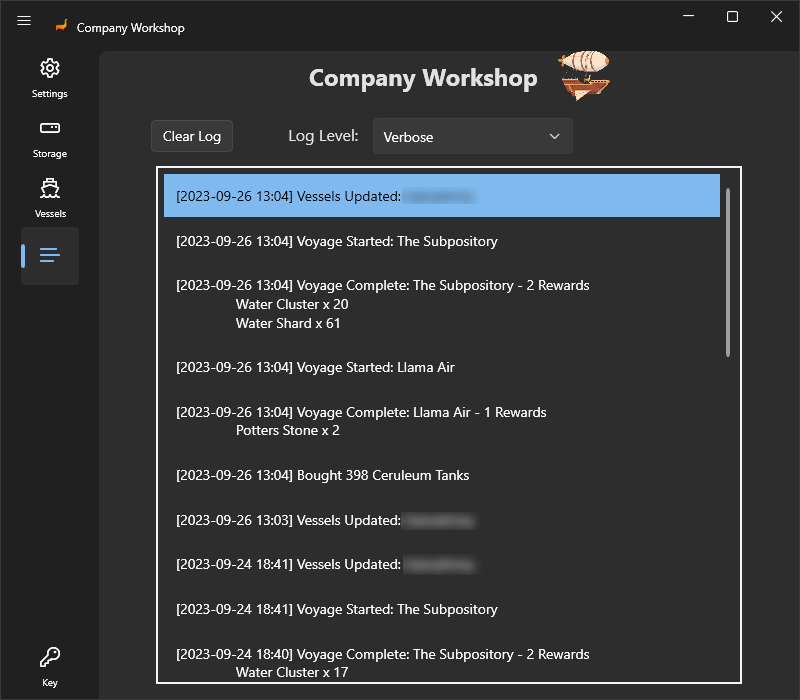 Company Workshop
Settings
Storage
Vessels
Key
Company Workshop
Clear Log
Log Level:
Verbose
[2023-09-26 13:04] Vessels Updated:
[2023-09-26 13:04] Voyage Started: The Subpository
[2023-09-26 13:04] Voyage Complete: The Subpository - 2 Rewards
Water Cluster x 20
Water Shard x 61
[2023-09-26 13:04] Voyage Started: Llama Air
[2023-09-26 13:04] Voyage Complete: Llama Air - 1 Rewards
Potters Stone x 2
[2023-09-26 13:04] Bought 398 Ceruleum Tanks
[2023-09-26 13:03] Vessels Updated:
[2023-09-24 18:41] Vessels Updated:
[2023-09-24 18:41] Voyage Started: The Subpository
[2023-09-24 18:40] Voyage Complete: The Subpository - 2 Rewards
Water Cluster x 17